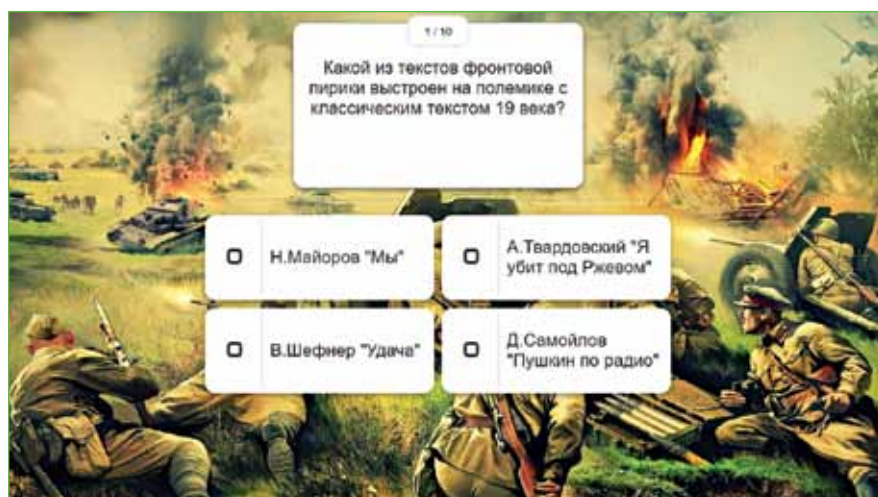 1 / 10
Какой из текстов фронтовой
лирики выстроен на полемике с
классическим текстом 19 века?
Н.Майоров "Мы"
А.Твардовский "Я
убит под Ржевом"
В.Шефнер "Удача"
Д.Самойлов
"Пушкин по радио"